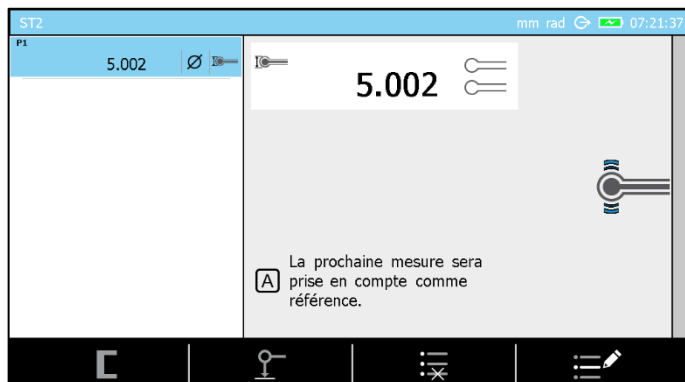 ST2
mm rad 07:21:37
P1
5.002 Ø
5.002
A
La prochaine mesure sera
prise en compte comme
référence.